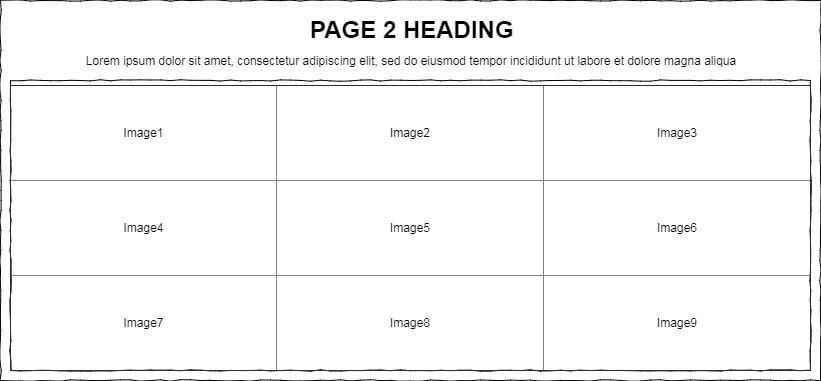 PAGE 2 HEADING
Lorem ipsum dolor sit amet, consectetur adipiscing elit, sed do eiusmod tempor incididunt ut labore et dolore magna aliqua
Image1
Image2
Image3
Image4
Image5
Image6
Image7
Image8
Image9